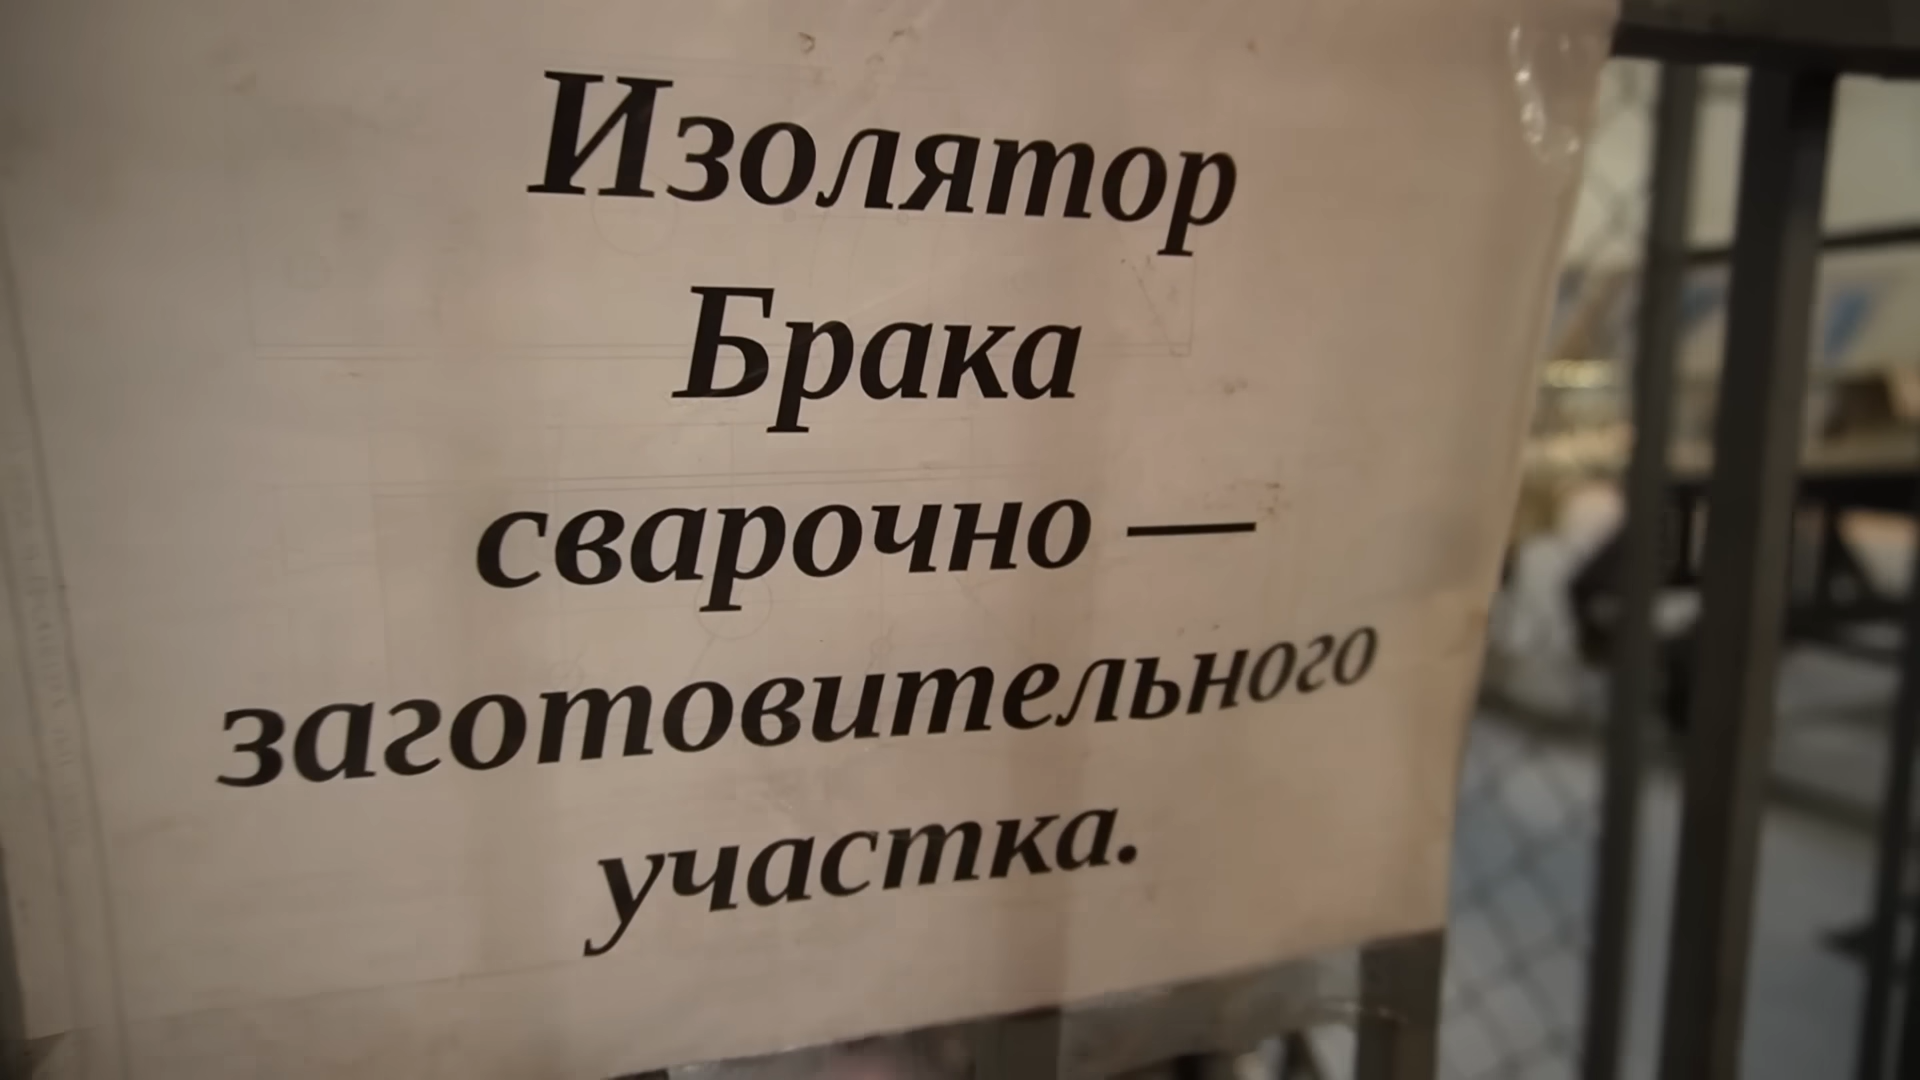 Изолятор
Брака
сварочно —
заготовительного
участка.